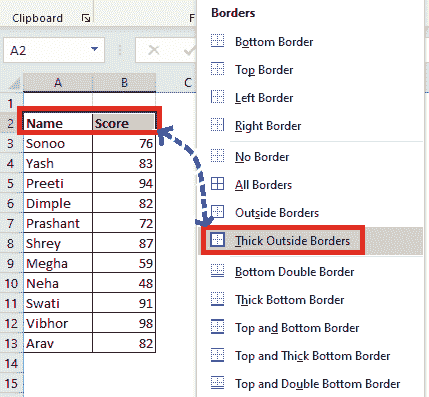 Clipboard
F
Borders
A2
Bottom Border
Top Border
Left Border
Right Border
No Border
All Borders
Outside Borders
Thick Outside Borders
Bottom Double Border
Thick Bottom Border
Top and Bottom Border
Top and Thick Bottom Border
Top and Double Bottom Border
A B C
1
2 Name Score
3 Sonoo 76
4 Yash 83
5 Preeti 94
6 Dimple 82
7 Prashant 72
8 Shrey 87
9 Megha 59
10 Neha 48
11 Swati 91
12 Vibhor 98
13 Arav 82
14
15